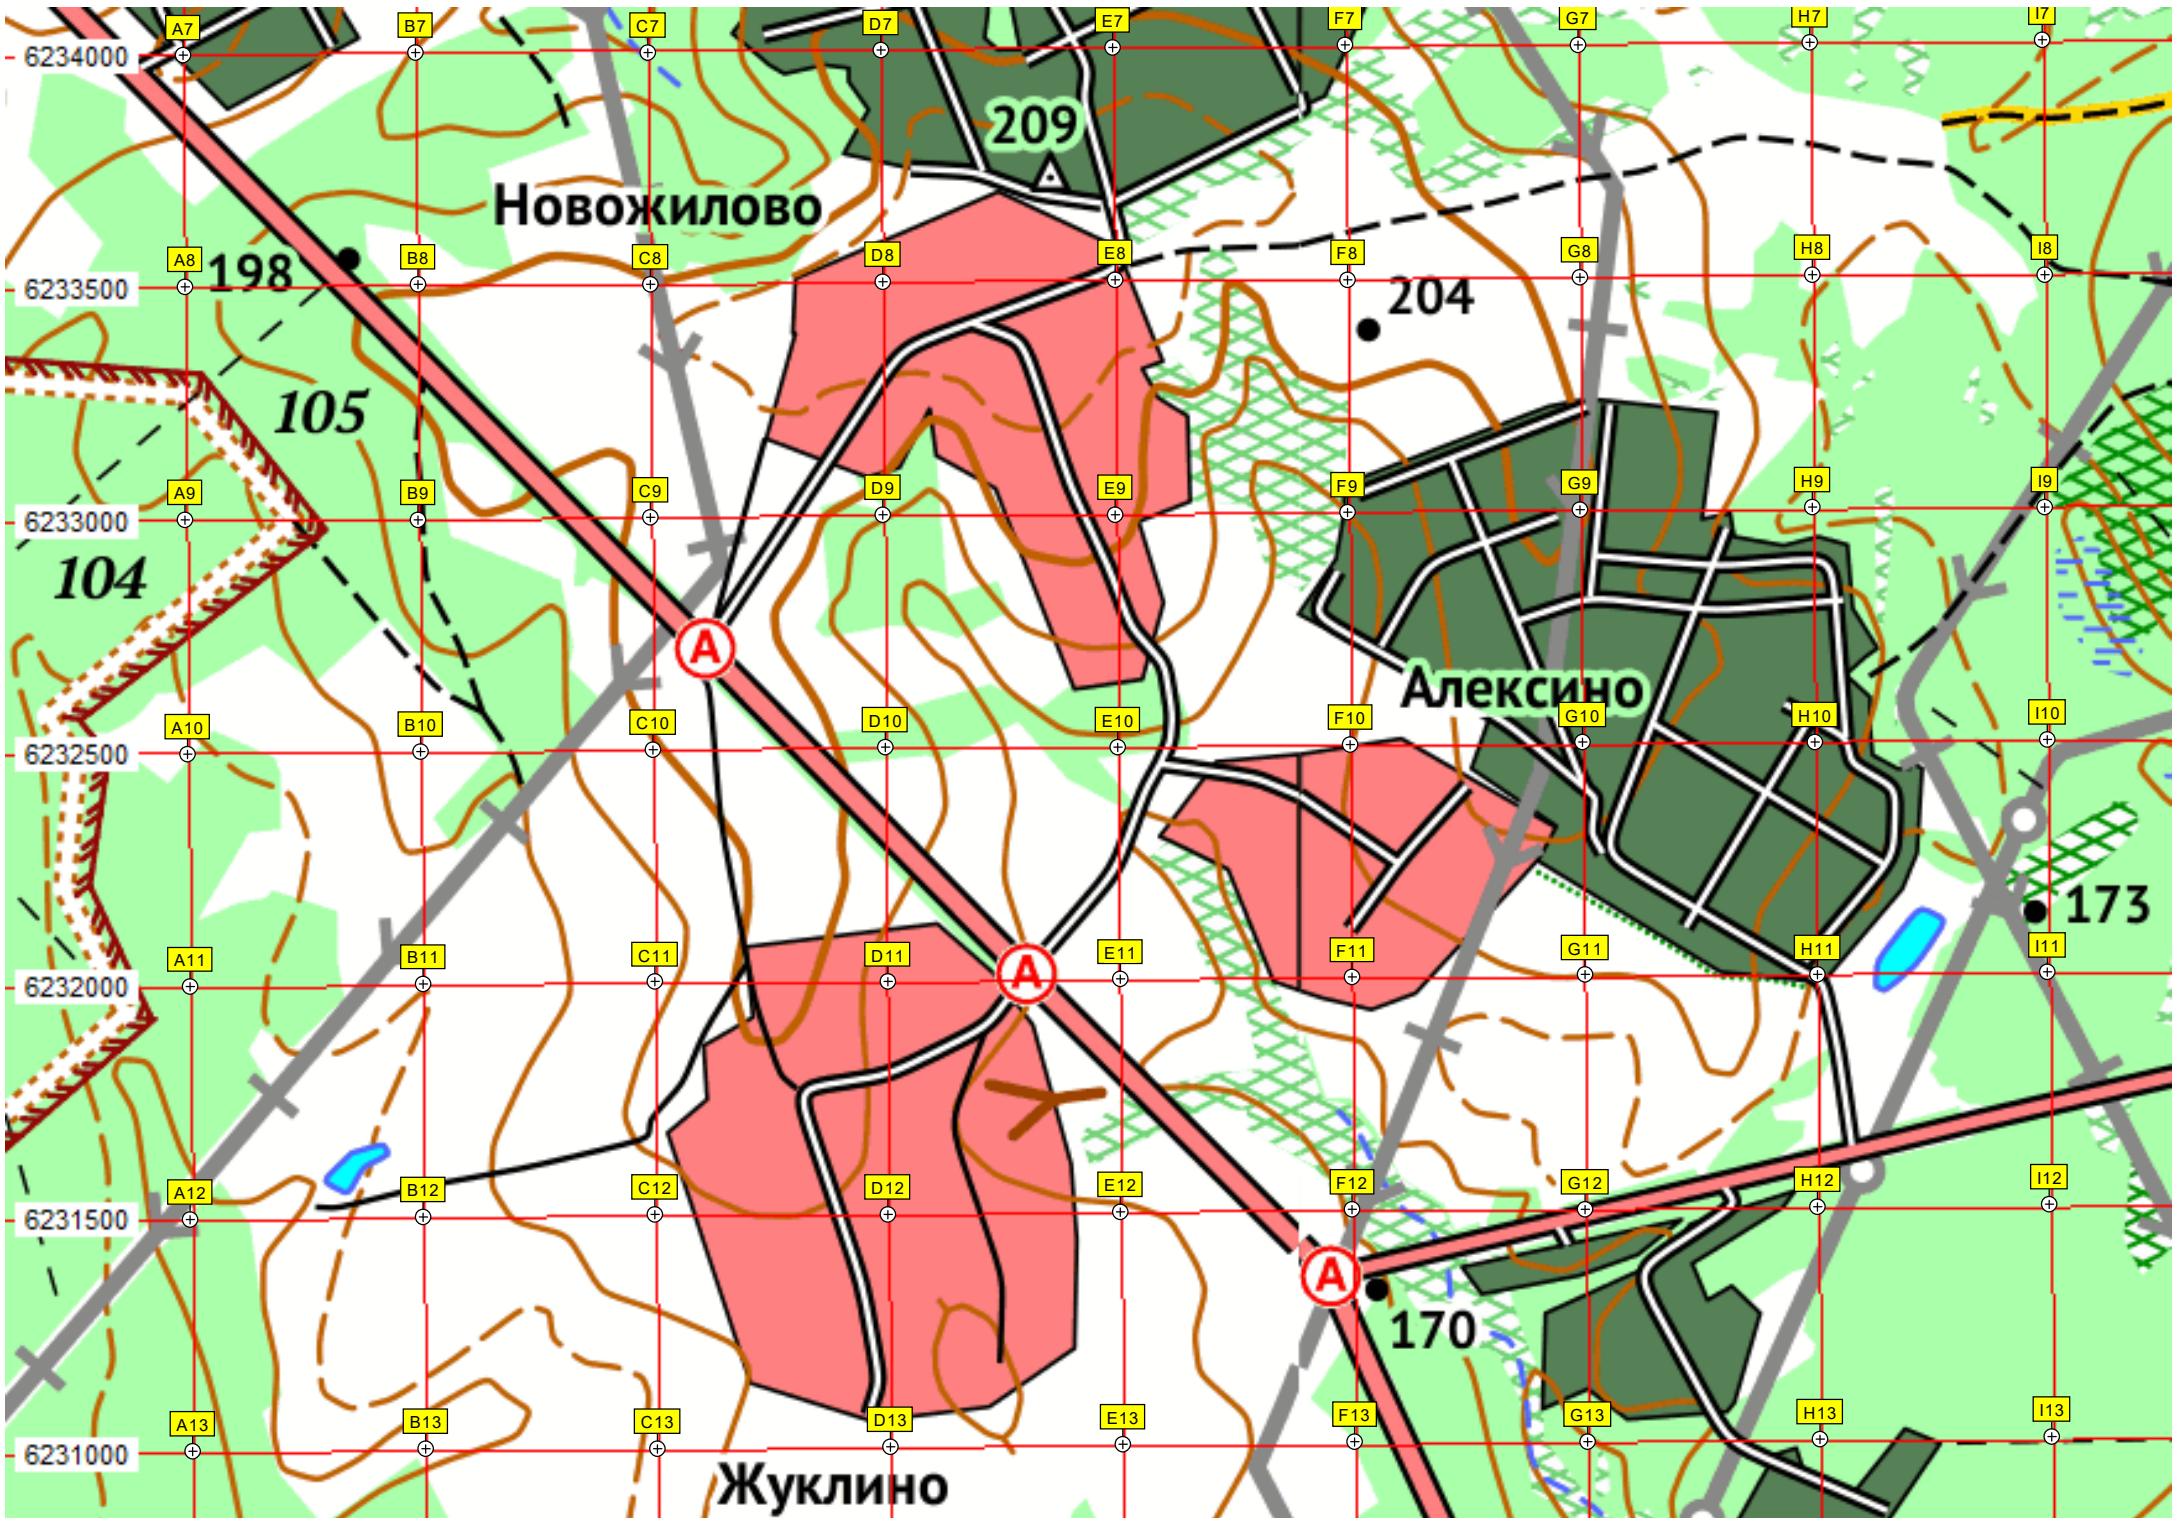 A7 B7 C7 D7 E7 F7 G7 H7 I7
6234000
209
Новожилово
A8 B8 C8 D8 E8 F8 G8 H8 I8
198
6233500
204
105
A9 B9 C9 D9 E9 F9 G9 H9 I9
6233000
104
A
Алексино
A10 B10 C10 D10 E10 F10 G10 H10 I10
6232500
173
A11 B11 C11 D11 E11 F11 G11 H11 I11
A
6232000
A12 B12 C12 D12 E12 F12 G12 H12 I12
6231500
A
170
A13 B13 C13 D13 E13 F13 G13 H13 I13
6231000
Жуклино